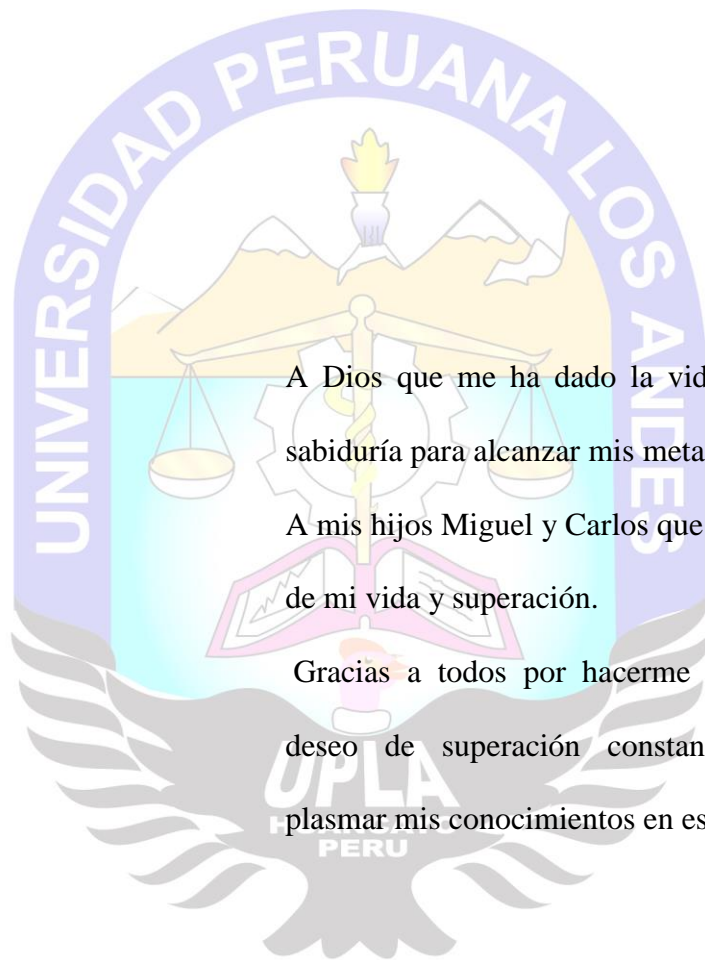 UNIVERSIDAD PERUANA LOS ANDES
A Dios que me ha dado la vid
sabiduría para alcanzar mis meta
A mis hijos Miguel y Carlos que
de mi vida y superación.
Gracias a todos por hacerme
deseo de superación constan
plasmar mis conocimientos en es
UPLA
HUANCAYO
PERU